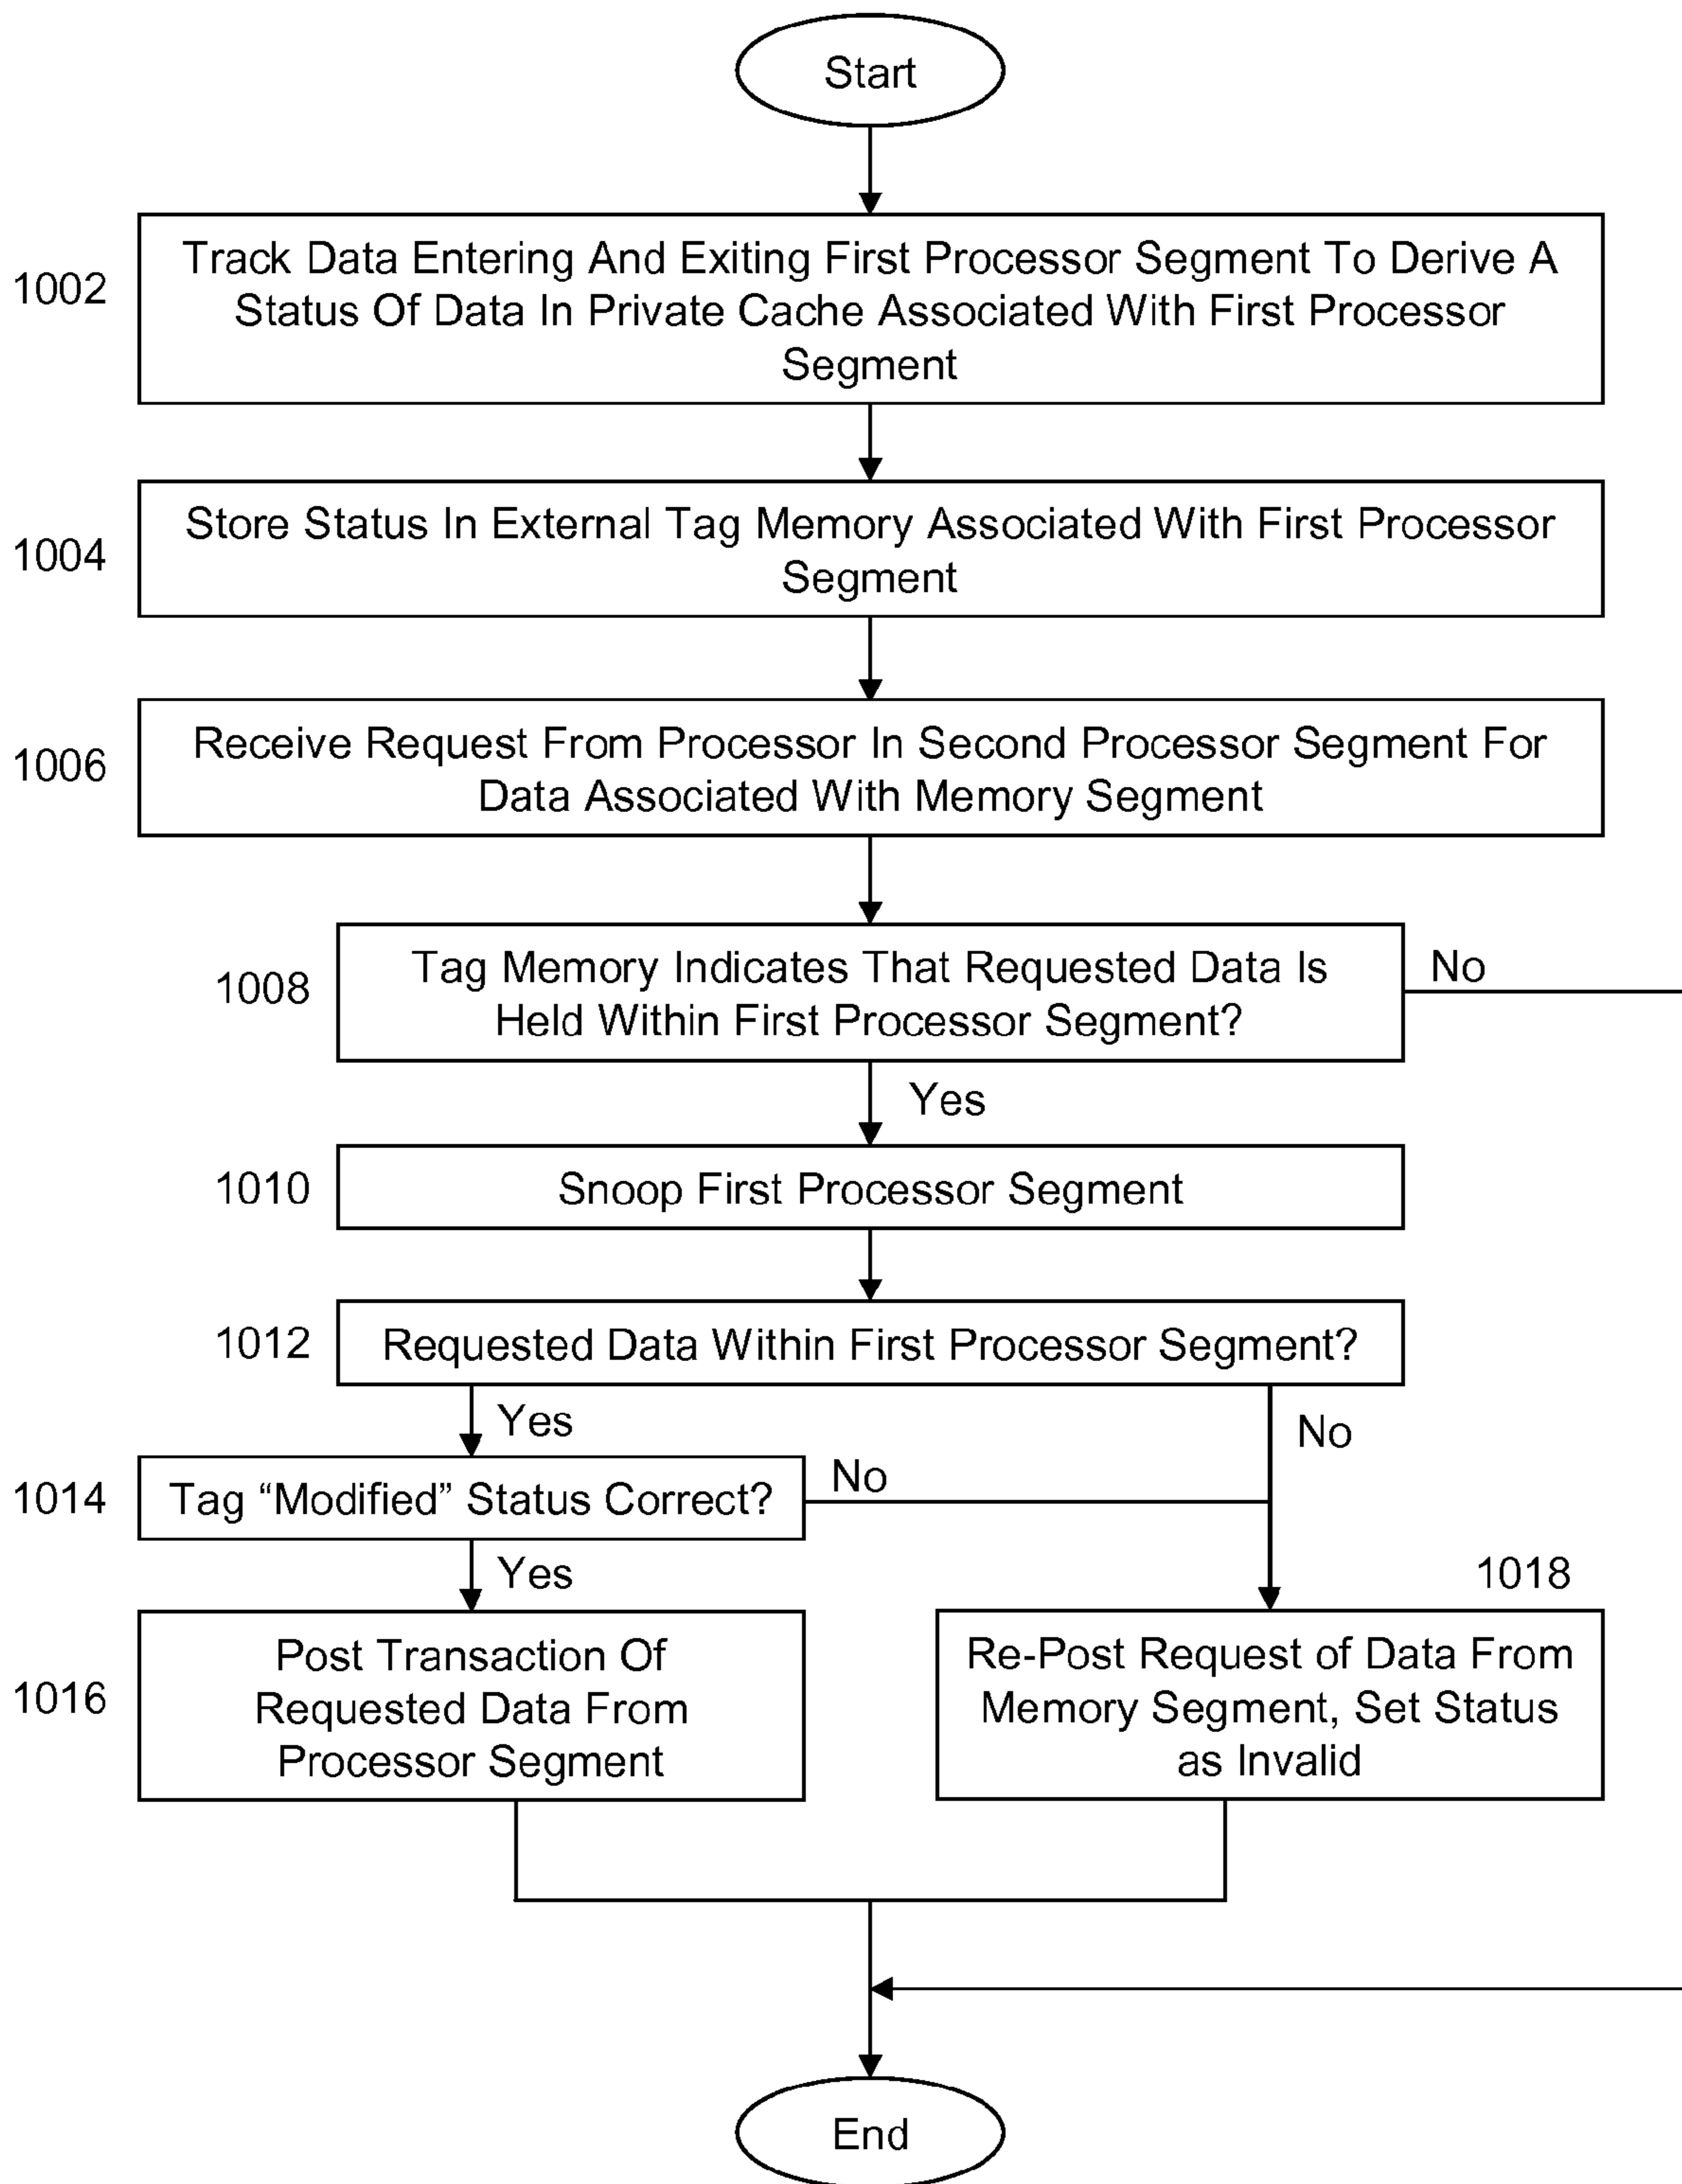 Start
1002
Track Data Entering And Exiting First Processor Segment To Derive A
Status Of Data In Private Cache Associated With First Processor
Segment
1004
Store Status In External Tag Memory Associated With First Processor
Segment
1006
Receive Request From Processor In Second Processor Segment For
Data Associated With Memory Segment
1008
Tag Memory Indicates That Requested Data Is
Held Within First Processor Segment?
No
Yes
1010
Snoop First Processor Segment
1012
Requested Data Within First Processor Segment?
Yes
No
1014
Tag “Modified” Status Correct?
No
Yes
1016
Post Transaction Of
Requested Data From
Processor Segment
1018
Re-Post Request of Data From
Memory Segment, Set Status
as Invalid
End